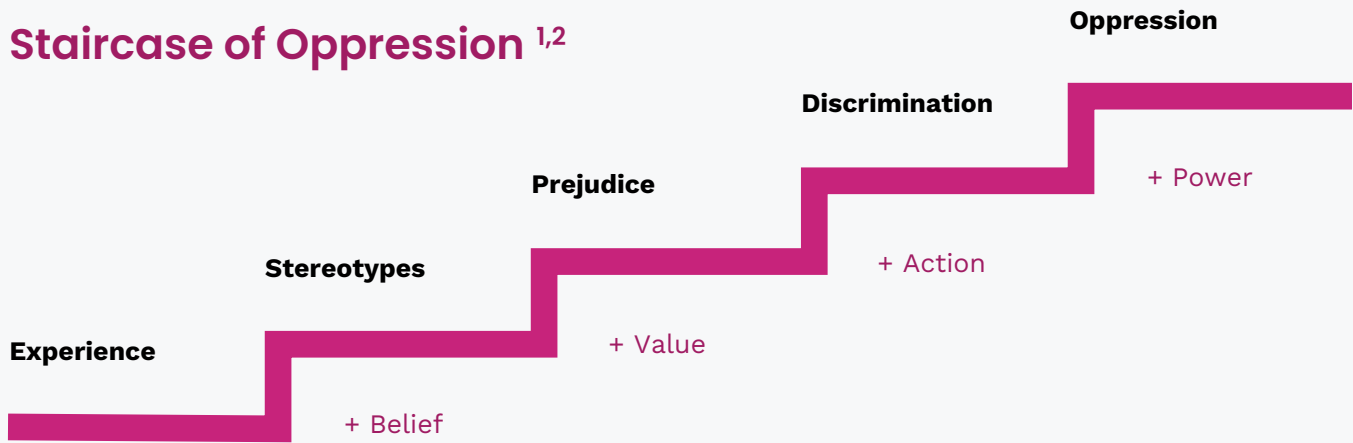 Oppression
Staircase of Oppression 1,2
Discrimination
+ Power
Prejudice
+ Action
Stereotypes
+ Value
Experience
+ Belief